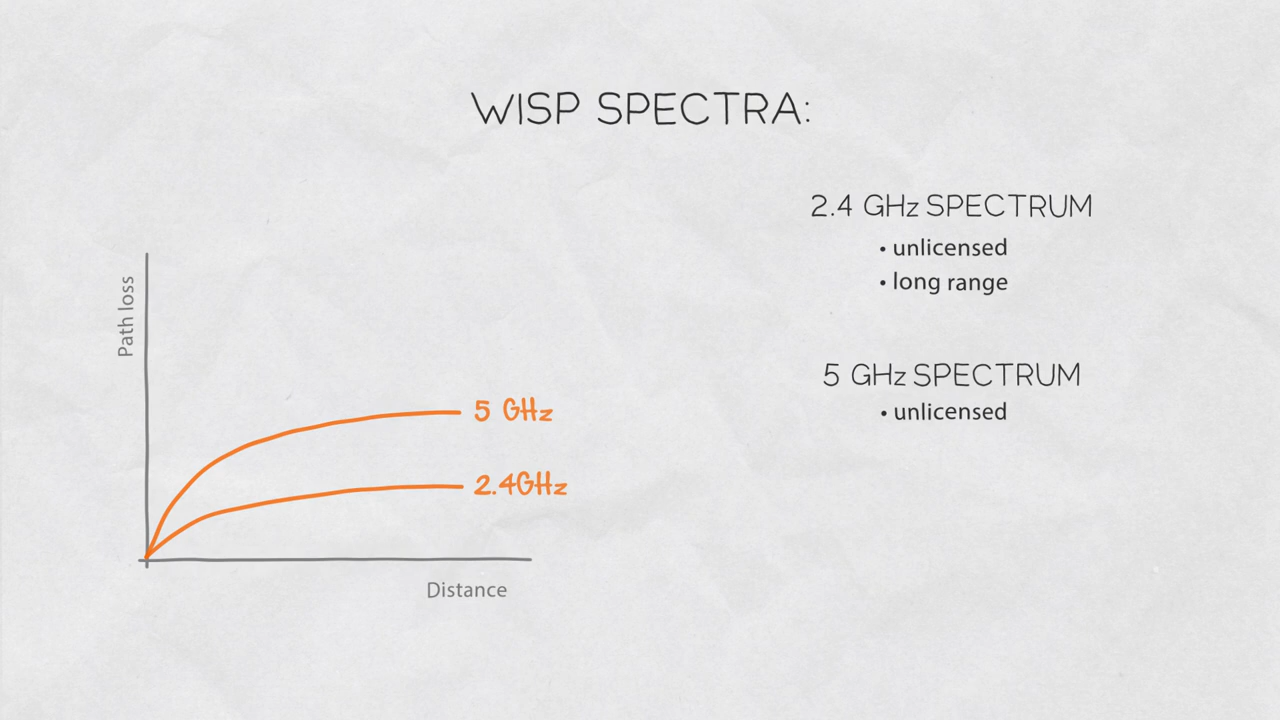 WISP SPECTRA:
2.4 GHz SPECTRUM
• unlicensed
• long range
5 GHz SPECTRUM
• unlicensed
Path loss
5 GHz
2.4GHz
Distance